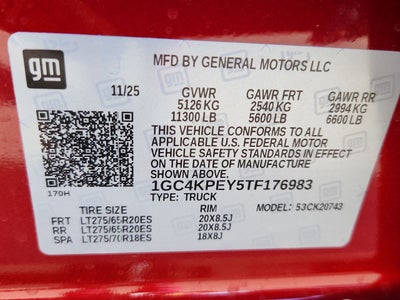 gm
MFD BY GENERAL MOTORS LLC
11/25 GVWR GAWR FRT GAWR RR
5126 KG 2540 KG 2994 KG
11300 LB 5600 LB 6600 LB
THIS VEHICLE CONFORMS TO ALL
APPLICABLE U.S. FEDERAL MOTOR
VEHICLE SAFETY STANDARDS IN EFFECT
ON THE DATE OF MANUFACTURE
SHOWN ABOVE.
1GC4KPEY5TF176983
170H TYPE: TRUCK
TIRE SIZE RIM MODEL: 53CK20743
FRT LT275/65R20ES 20X8.5J
RR LT275/65R20ES 20X8.5J
SPA LT275/70R18ES 18X8J